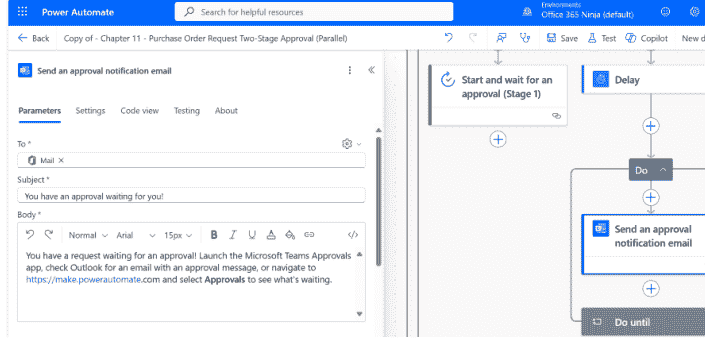 Power Automate
Search for helpful resources
Environments
Office 365 Ninja (default)
Back
Copy of - Chapter 11 - Purchase Order Request Two-Stage Approval (Parallel)
Save
Test
Copilot
New d
Send an approval notification email
Parameters
Settings
Code view
Testing
About
To *
Mail
Subject *
You have an approval waiting for you!
Body *
Normal
Arial
15px
B I U A
You have a request waiting for an approval! Launch the Microsoft Teams Approvals
app, check Outlook for an email with an approval message, or navigate to
https://make.powerautomate.com and select Approvals to see what's waiting.
Start and wait for an
approval (Stage 1)
Delay
Do
Send an approval
notification email
Do until